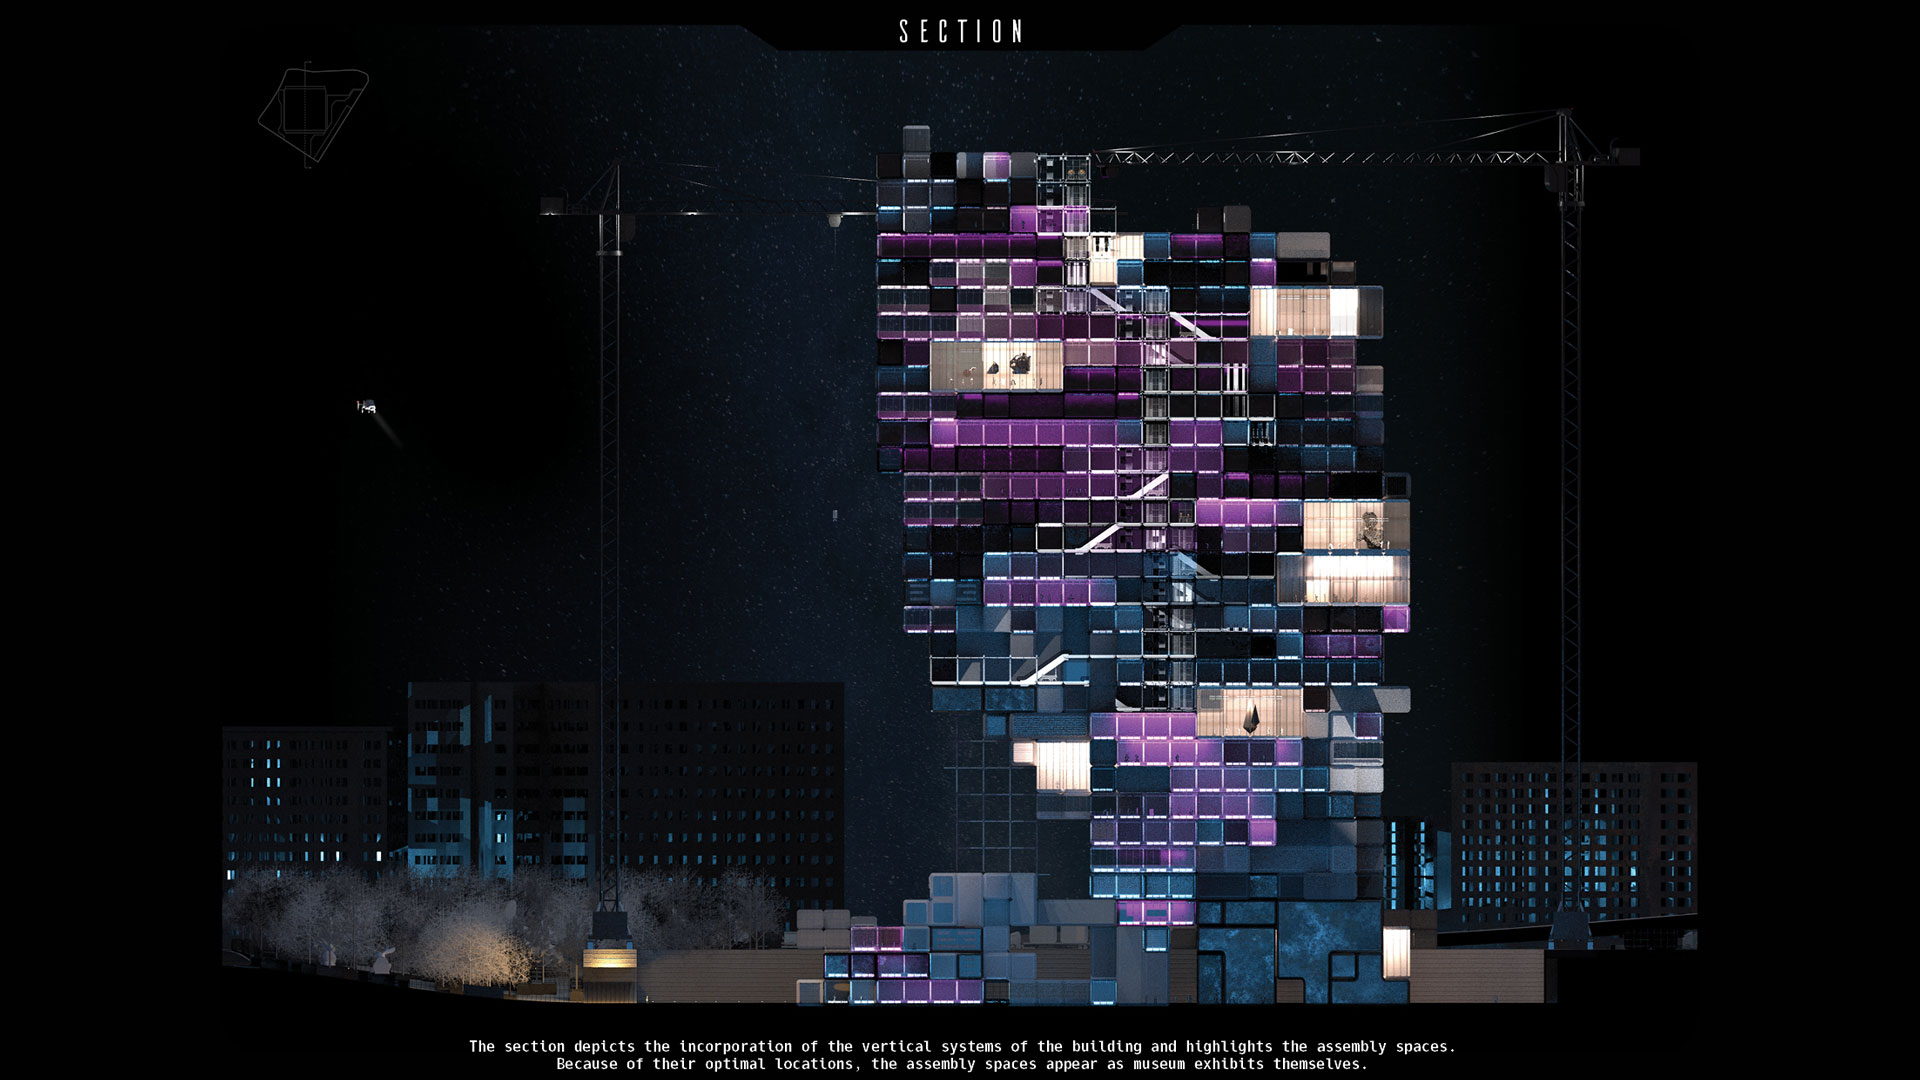 SECTION
The section depicts the incorporation of the vertical systems of the building and highlights the assembly spaces.
Because of their optimal locations, the assembly spaces appear as museum exhibits themselves.